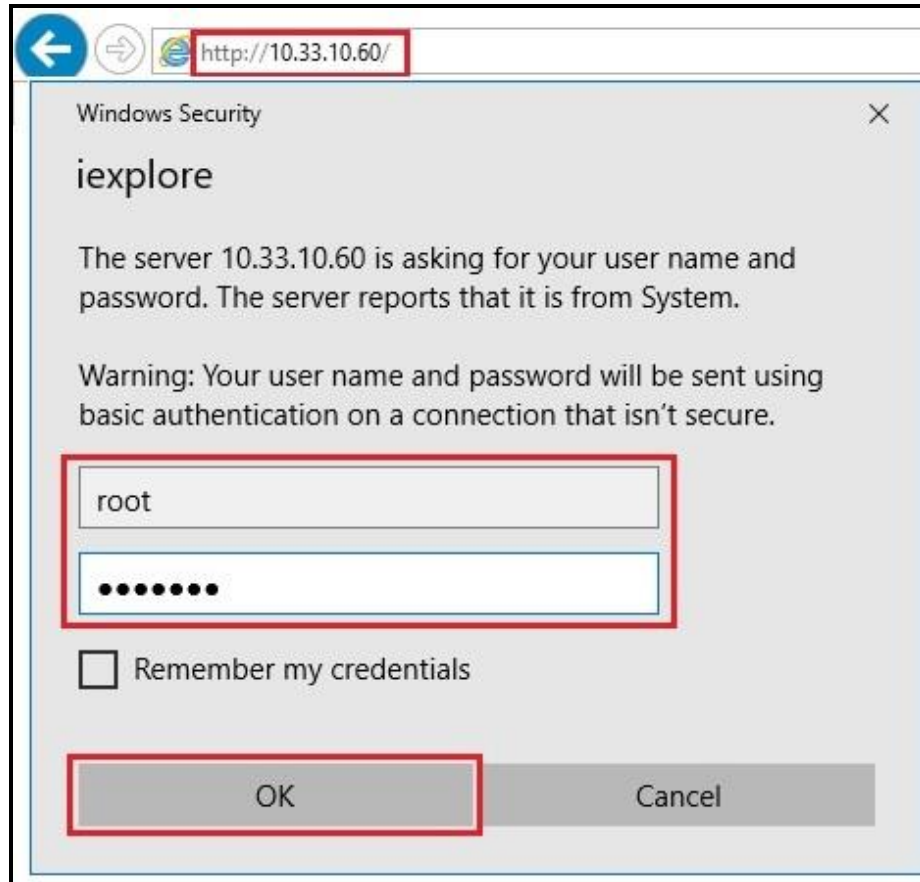 http://10.33.10.60/
Windows Security
iexplore
The server 10.33.10.60 is asking for your user name and
password. The server reports that it is from System.
Warning: Your user name and password will be sent using
basic authentication on a connection that isn’t secure.
root
•••••••
Remember my credentials
OK
Cancel